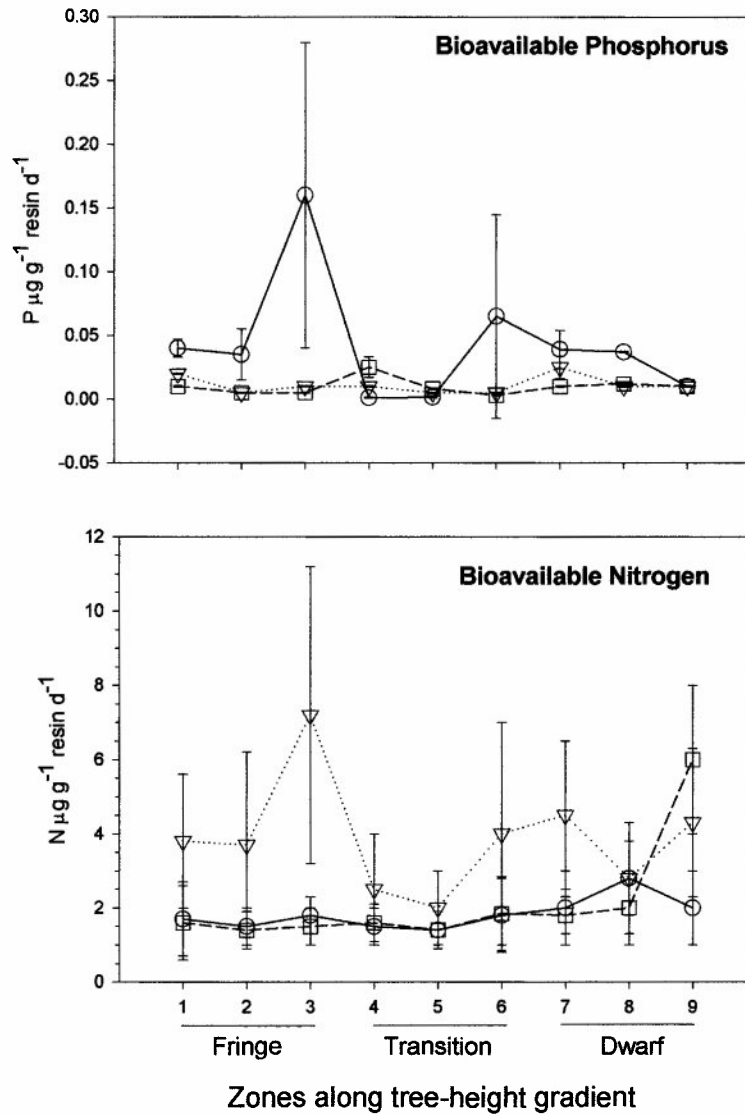 Bioavailable Phosphorus
0.30
0.25
0.20
0.15
0.10
0.05
0.00
-0.05
P µg g⁻¹ resin d⁻¹
Bioavailable Nitrogen
12
10
8
6
4
2
0
N µg g⁻¹ resin d⁻¹
1 2 3 4 5 6 7 8 9
Fringe Transition Dwarf
Zones along tree-height gradient